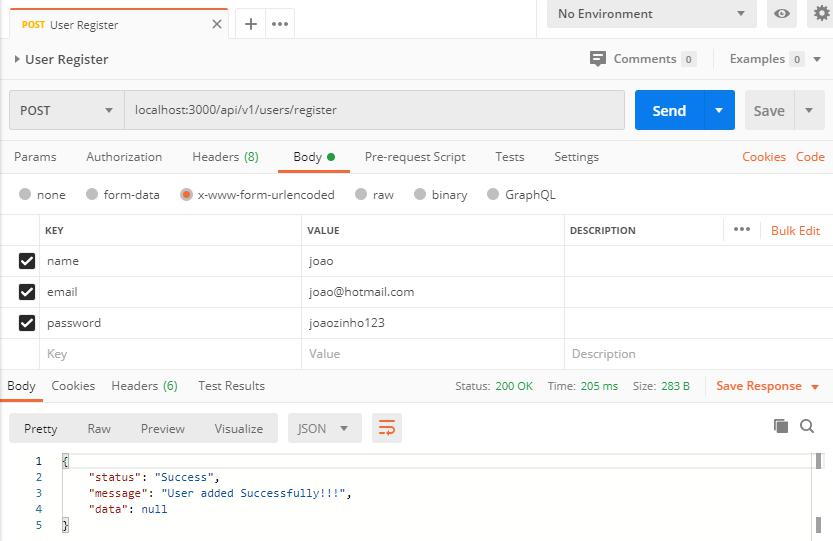 POST User Register
No Environment
User Register
Comments 0 Examples 0
POST localhost:3000/api/v1/users/register Send Save
Params Authorization Headers (8) Body Pre-request Script Tests Settings Cookies Code
none form-data x-www-form-urlencoded raw binary GraphQL
KEY VALUE DESCRIPTION Bulk Edit
name joao
email joao@hotmail.com
password joaozinho123
Key Value Description
Body Cookies Headers (6) Test Results Status: 200 OK Time: 205 ms Size: 283 B Save Response
Pretty Raw Preview Visualize JSON
1 {
2 "status": "Success",
3 "message": "User added Successfully!!!",
4 "data": null
5 }